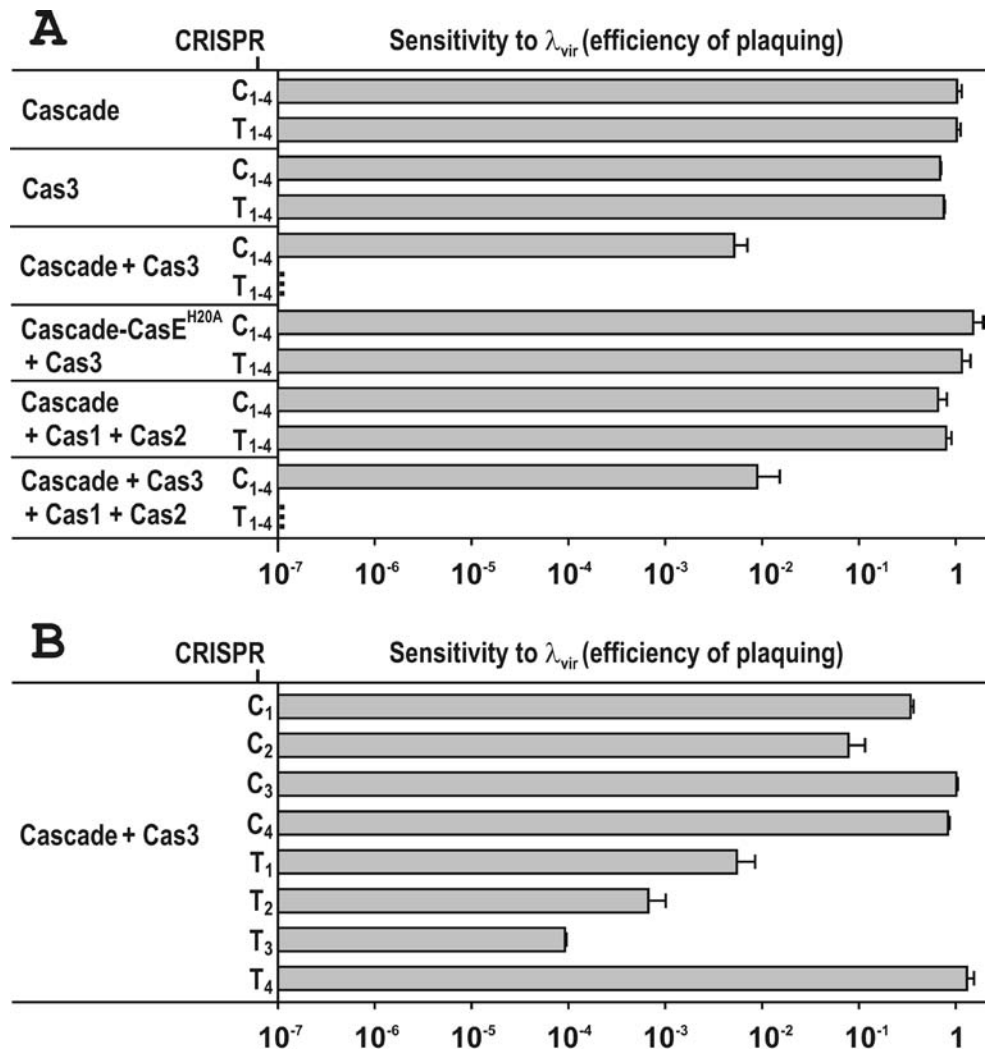 A
CRISPR Sensitivity to λvir (efficiency of plaquing)
Cascade C1-4
T1-4
Cas3 C1-4
T1-4
Cascade + Cas3 C1-4
T1-4
Cascade-CasE^H20A C1-4
+ Cas3 T1-4
Cascade C1-4
+ Cas1 + Cas2 T1-4
Cascade + Cas3 C1-4
+ Cas1 + Cas2 T1-4
10^-7 10^-6 10^-5 10^-4 10^-3 10^-2 10^-1 1
B
CRISPR Sensitivity to λvir (efficiency of plaquing)
C1
C2
C3
C4
Cascade + Cas3
T1
T2
T3
T4
10^-7 10^-6 10^-5 10^-4 10^-3 10^-2 10^-1 1